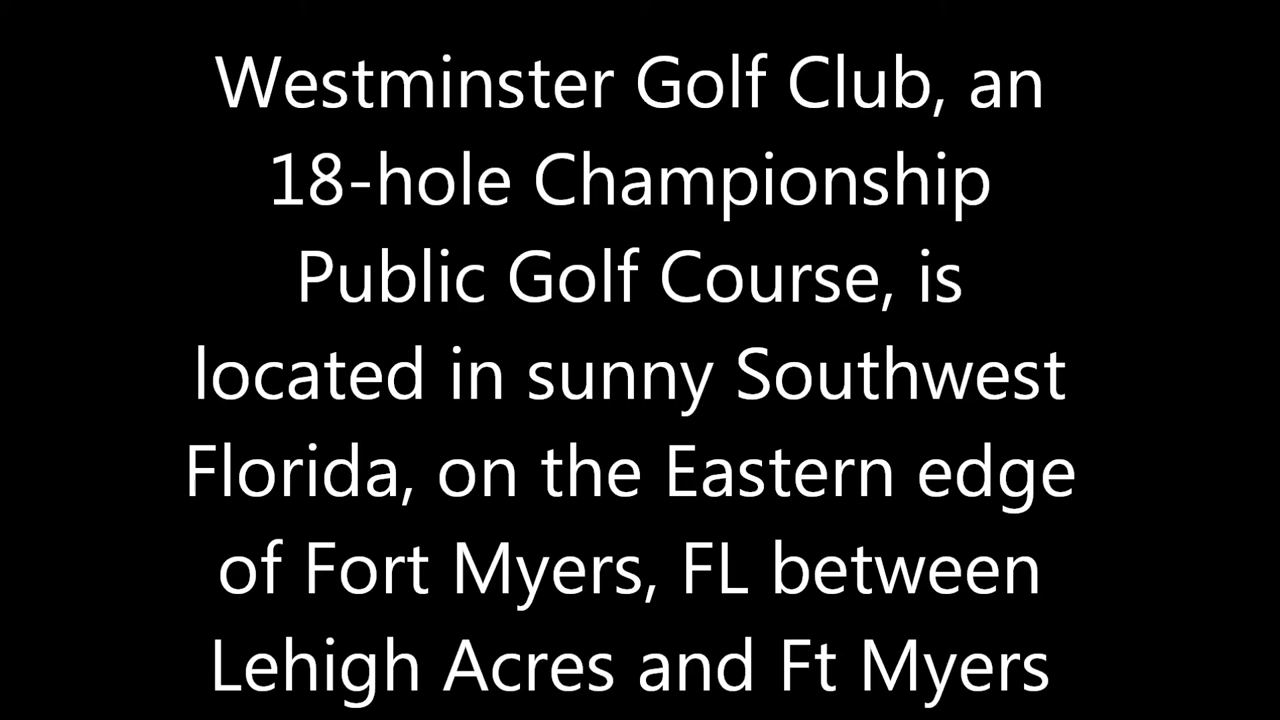 Westminster Golf Club, an
18-hole Championship
Public Golf Course, is
located in sunny Southwest
Florida, on the Eastern edge
of Fort Myers, FL between
Lehigh Acres and Ft Myers